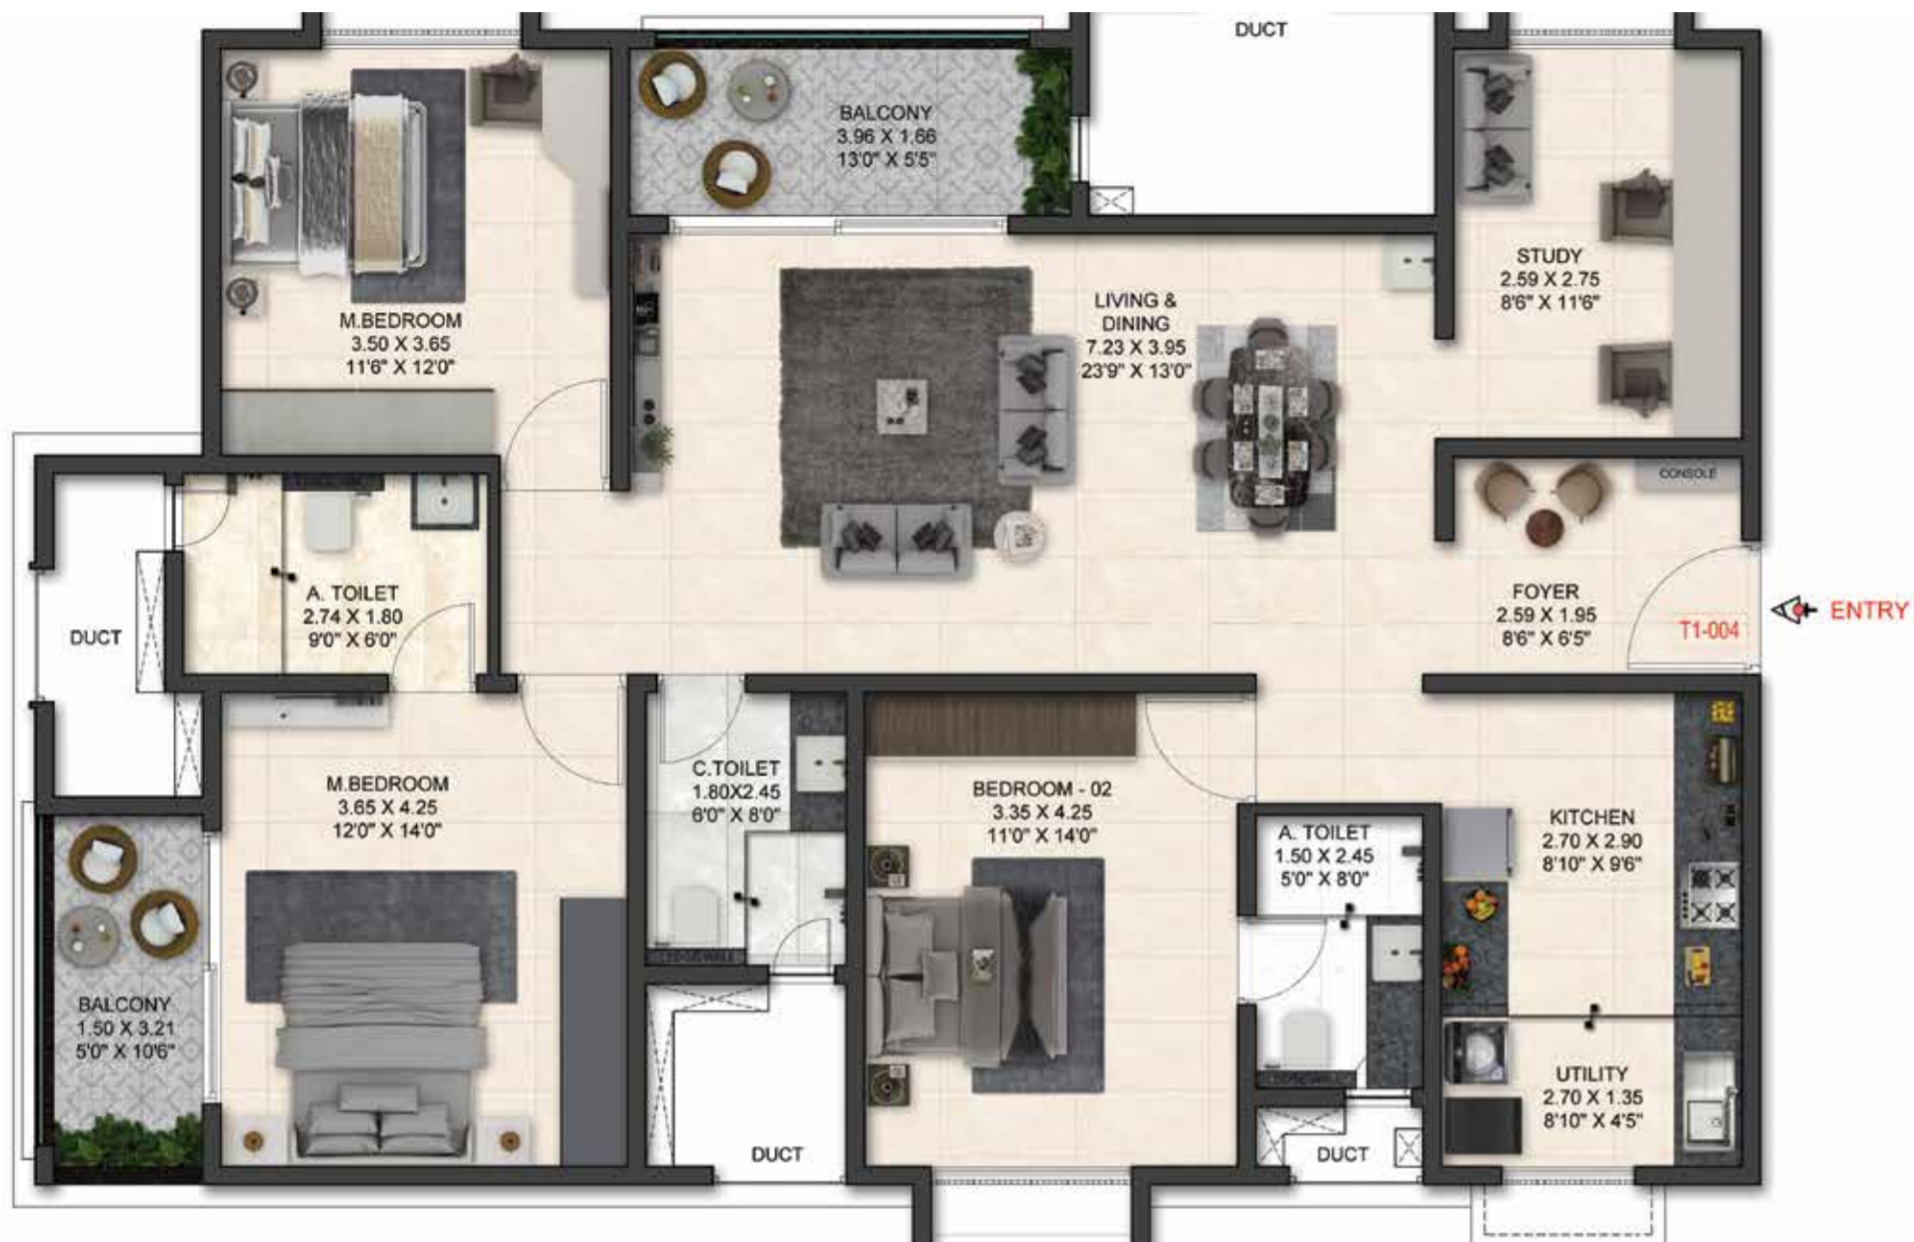 DUCT
BALCONY
3.96 X 1.66
13'0" X 5'5"
STUDY
2.59 X 2.75
8'6" X 11'6"
LIVING &
DINING
7.23 X 3.95
23'9" X 13'0"
M.BEDROOM
3.50 X 3.65
11'6" X 12'0"
CONSOLE
A. TOILET
2.74 X 1.80
9'0" X 6'0"
DUCT
FOYER
2.59 X 1.95
8'6" X 6'5"
T1-004
ENTRY
M.BEDROOM
3.65 X 4.25
12'0" X 14'0"
C.TOILET
1.80X2.45
6'0" X 8'0"
BEDROOM - 02
3.35 X 4.25
11'0" X 14'0"
A. TOILET
1.50 X 2.45
5'0" X 8'0"
KITCHEN
2.70 X 2.90
8'10" X 9'6"
BALCONY
1.50 X 3.21
5'0" X 10'6"
UTILITY
2.70 X 1.35
8'10" X 4'5"
DUCT
DUCT